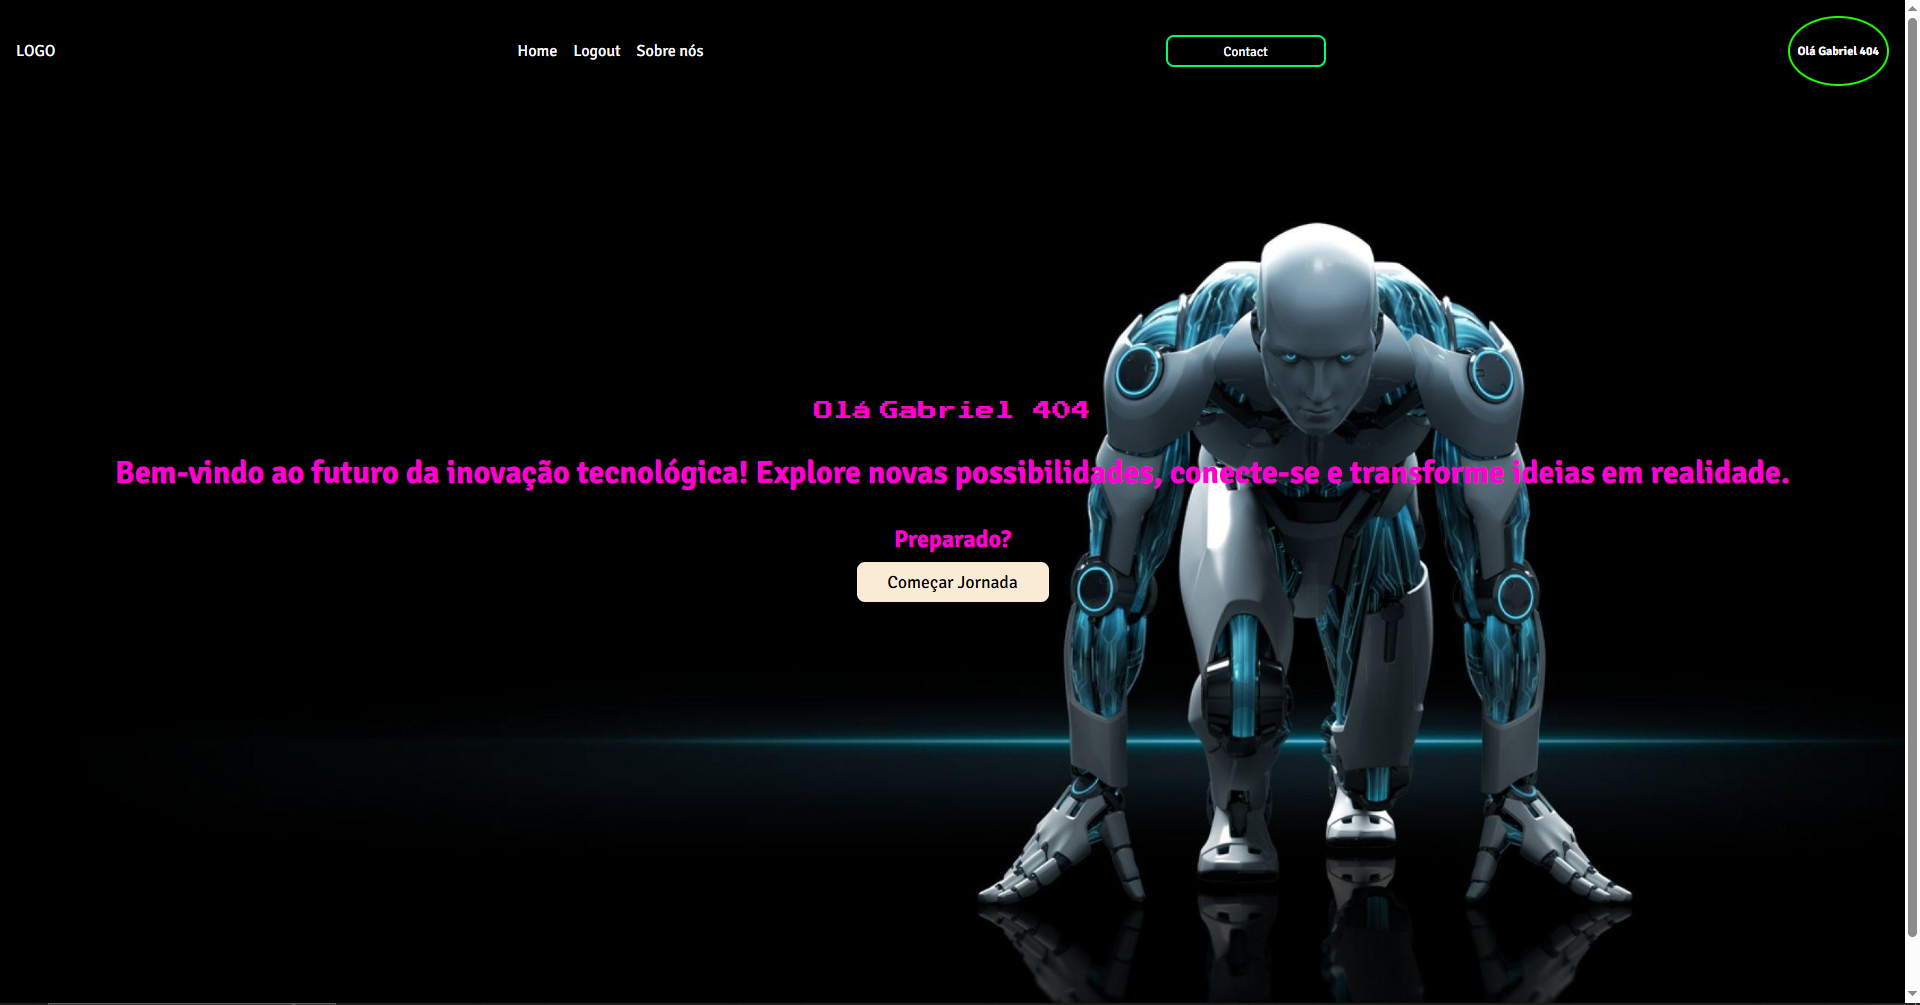 LOGO
Home Logout Sobre nós
Contact
Olá Gabriel 404
Olá Gabriel 404
Bem-vindo ao futuro da inovação tecnológica! Explore novas possibilidades, conecte-se e transforme ideias em realidade.
Preparado?
Começar Jornada